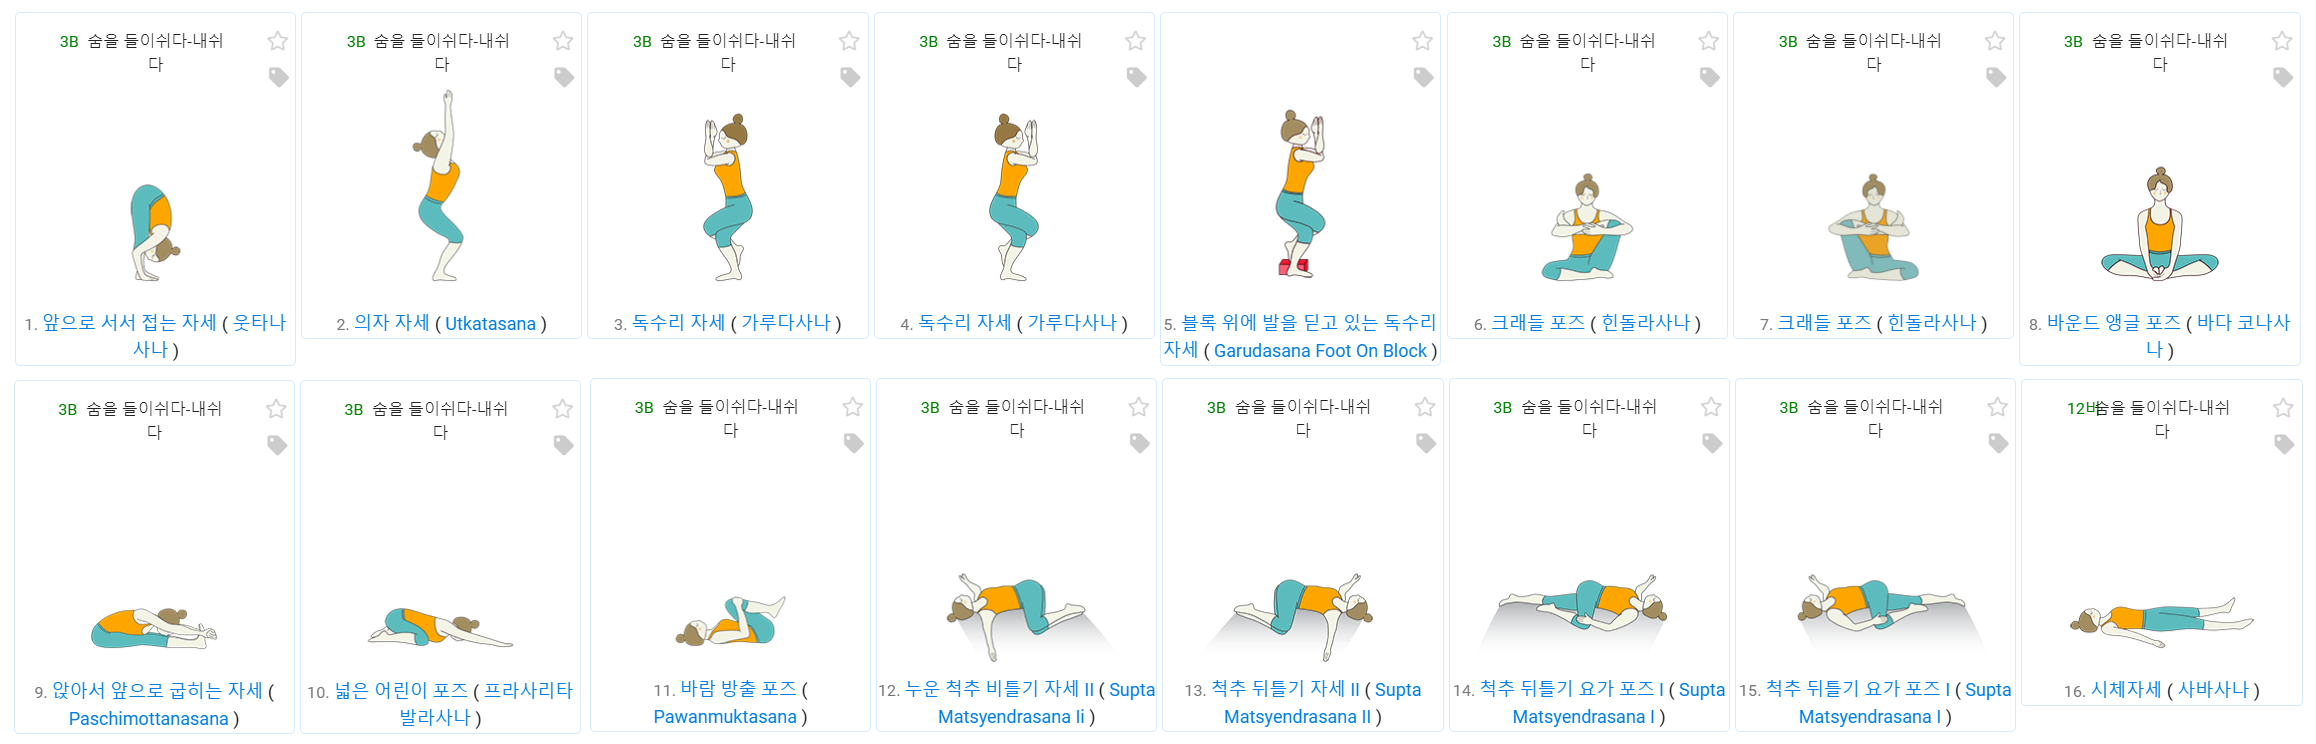 3B 숨을 들이쉬다-내쉬
다
1. 앞으로 서서 접는 자세 ( 웃타나
사나 )
3B 숨을 들이쉬다-내쉬
다
2. 의자 자세 ( Utkatasana )
3B 숨을 들이쉬다-내쉬
다
3. 독수리 자세 ( 가루다사나 )
3B 숨을 들이쉬다-내쉬
다
4. 독수리 자세 ( 가루다사나 )
5. 블록 위에 발을 딛고 있는 독수리
자세 ( Garudasana Foot On Block )
3B 숨을 들이쉬다-내쉬
다
6. 크래들 포즈 ( 힌돌라사나 )
3B 숨을 들이쉬다-내쉬
다
7. 크래들 포즈 ( 힌돌라사나 )
3B 숨을 들이쉬다-내쉬
다
8. 바운드 앵글 포즈 ( 바다 코나사
나 )
3B 숨을 들이쉬다-내쉬
다
9. 앉아서 앞으로 굽히는 자세 (
Paschimottanasana )
3B 숨을 들이쉬다-내쉬
다
10. 넓은 어린이 포즈 ( 프라사리타
발라사나 )
3B 숨을 들이쉬다-내쉬
다
11. 바람 방출 포즈 (
Pawanmuktasana )
3B 숨을 들이쉬다-내쉬
다
12. 누운 척추 비틀기 자세 II ( Supta
Matsyendrasana Ii )
3B 숨을 들이쉬다-내쉬
다
13. 척추 뒤틀기 자세 II ( Supta
Matsyendrasana II )
3B 숨을 들이쉬다-내쉬
다
14. 척추 뒤틀기 요가 포즈 I ( Supta
Matsyendrasana I )
3B 숨을 들이쉬다-내쉬
다
15. 척추 뒤틀기 요가 포즈 I ( Supta
Matsyendrasana I )
12비 숨을 들이쉬다-내쉬
다
16. 시체자세 ( 사바사나 )